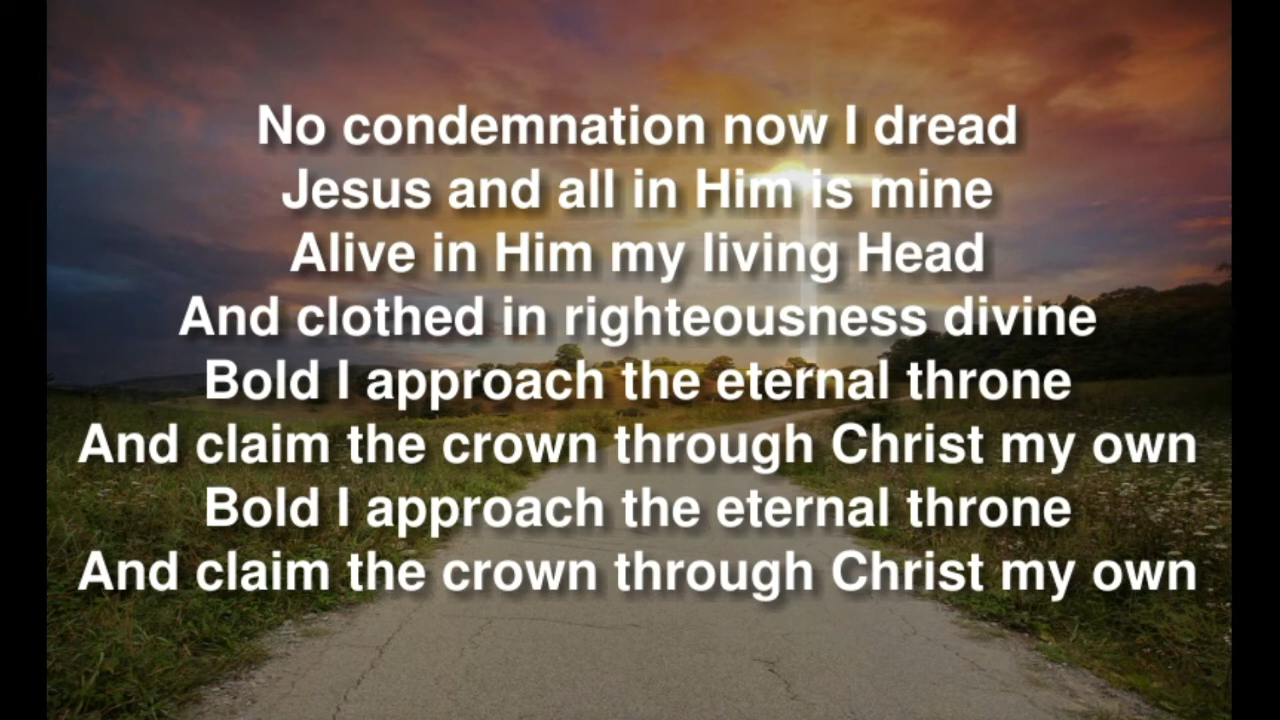 No condemnation now I dread
Jesus and all in Him is mine
Alive in Him my living Head
And clothed in righteousness divine
Bold I approach the eternal throne
And claim the crown through Christ my own
Bold I approach the eternal throne
And claim the crown through Christ my own